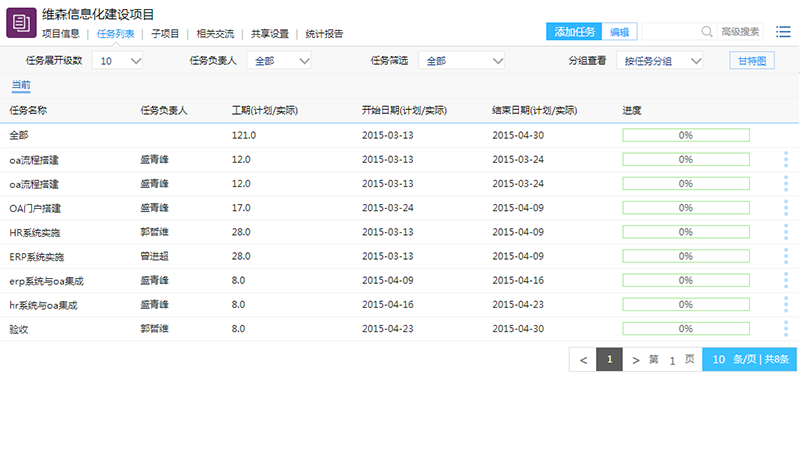 维森信息化建设项目
项目信息 | 任务列表 | 子项目 | 相关交流 | 共享设置 | 统计报告
添加任务 编辑 高级搜索
任务展开级数 10 任务负责人 全部 任务筛选 全部 分组查看 按任务分组 甘特图
当前
任务名称 任务负责人 工期(计划/实际) 开始日期(计划/实际) 结束日期(计划/实际) 进度
全部 121.0 2015-03-13 2015-04-30 0%
oa流程搭建 盛青峰 12.0 2015-03-13 2015-03-24 0%
oa流程搭建 盛青峰 12.0 2015-03-13 2015-03-24 0%
OA门户搭建 盛青峰 17.0 2015-03-24 2015-04-09 0%
HR系统实施 郭哲维 28.0 2015-03-13 2015-04-09 0%
ERP系统实施 曾进超 28.0 2015-03-13 2015-04-09 0%
erp系统与oa集成 盛青峰 8.0 2015-04-09 2015-04-16 0%
hr系统与oa集成 盛青峰 8.0 2015-04-16 2015-04-23 0%
验收 郭哲维 8.0 2015-04-23 2015-04-30 0%
< 1 > 第 1 页 10 条/页 | 共8条